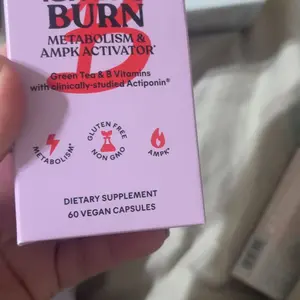 BURN
METABOLISM &
AMPK ACTIVATOR*
Green Tea & B Vitamins
with clinically-studied Actiponin®
METABOLISM*
GLUTEN FREE
NON GMO
AMPK*
DIETARY SUPPLEMENT
60 VEGAN CAPSULES